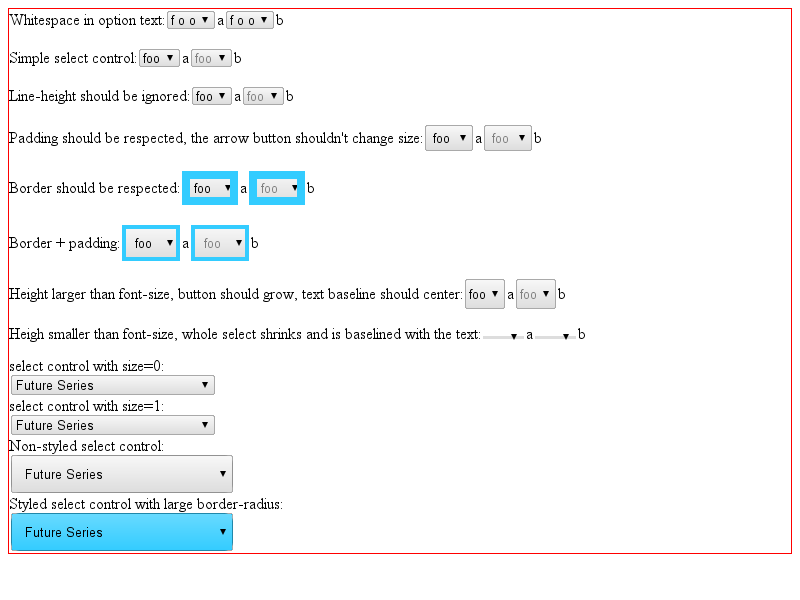 Whitespace in option text: f o o a f o o b
Simple select control: foo a foo b
Line-height should be ignored: foo a foo b
Padding should be respected, the arrow button shouldn't change size: foo a foo b
Border should be respected: foo a foo b
Border + padding: foo a foo b
Height larger than font-size, button should grow, text baseline should center: foo a foo b
Heigh smaller than font-size, whole select shrinks and is baselined with the text: a b
select control with size=0:
Future Series
select control with size=1:
Future Series
Non-styled select control:
Future Series
Styled select control with large border-radius:
Future Series